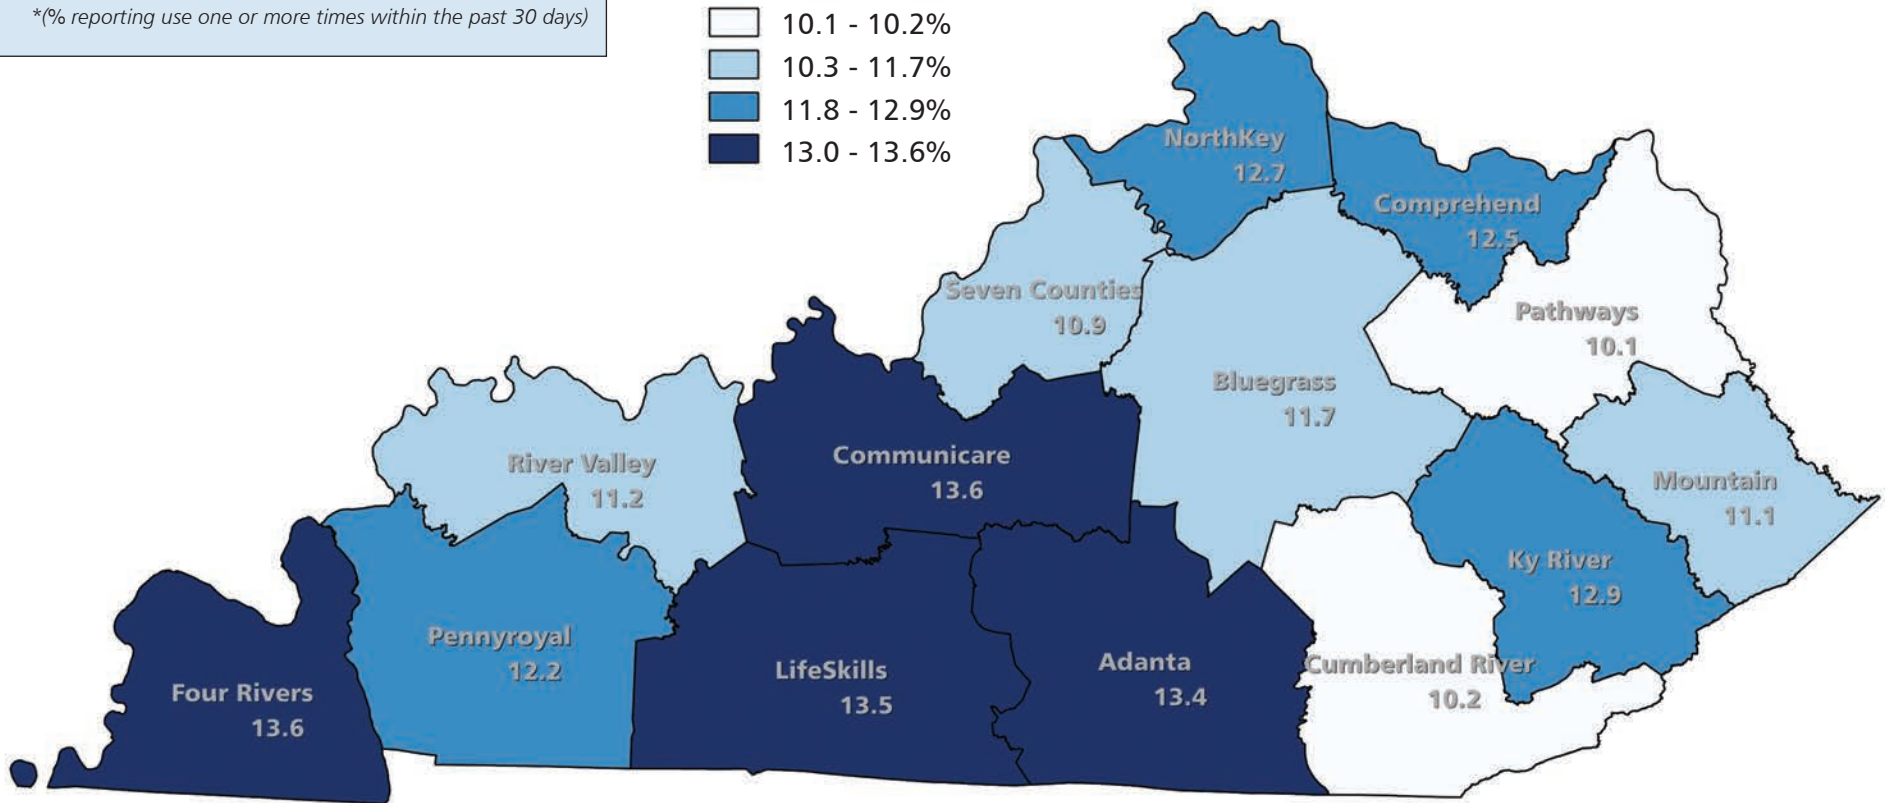 *(% reporting use one or more times within the past 30 days)
10.1 - 10.2%
10.3 - 11.7%
11.8 - 12.9%
13.0 - 13.6%
NorthKey
12.7
Comprehend
12.5
Seven Counties
10.9
Pathways
10.1
Bluegrass
11.7
River Valley
11.2
Communicare
13.6
Mountain
11.1
Ky River
12.9
Pennyroyal
12.2
LifeSkills
13.5
Adanta
13.4
Cumberland River
10.2
Four Rivers
13.6